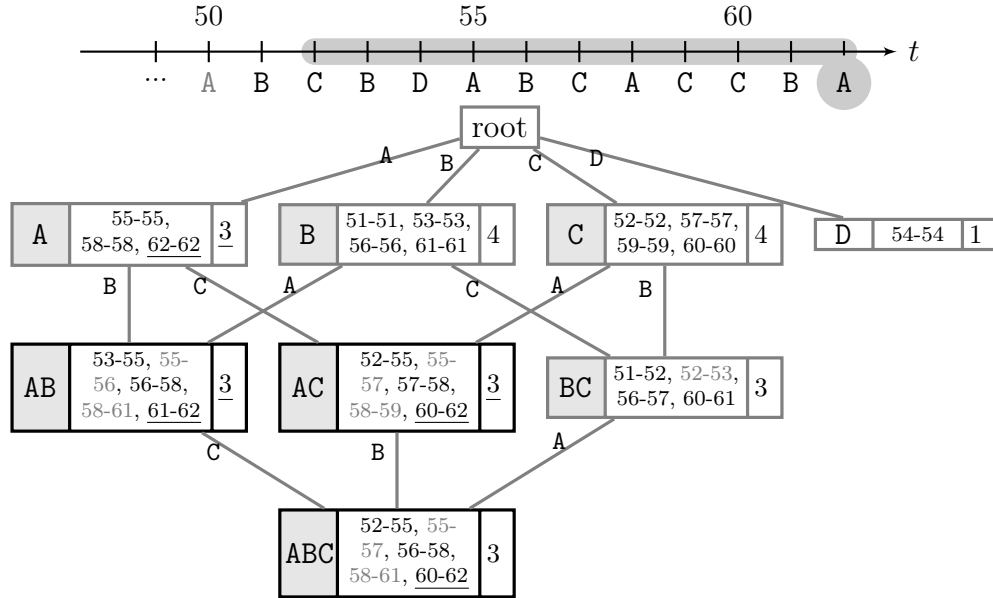 50 55 60
t
... A B C B D A B C A C C B A
root
A B C D
55-55,
A 58-58, 62-62 3
51-51, 53-53,
B 56-56, 61-61 4
52-52, 57-57,
C 59-59, 60-60 4
D 54-54 1
B C A C A B
53-55, 55-
AB 56, 56-58, 3
58-61, 61-62
52-55, 55-
AC 57, 57-58, 3
58-59, 60-62
51-52, 52-53,
BC 56-57, 60-61 3
C B A
52-55, 55-
ABC 57, 56-58, 3
58-61, 60-62